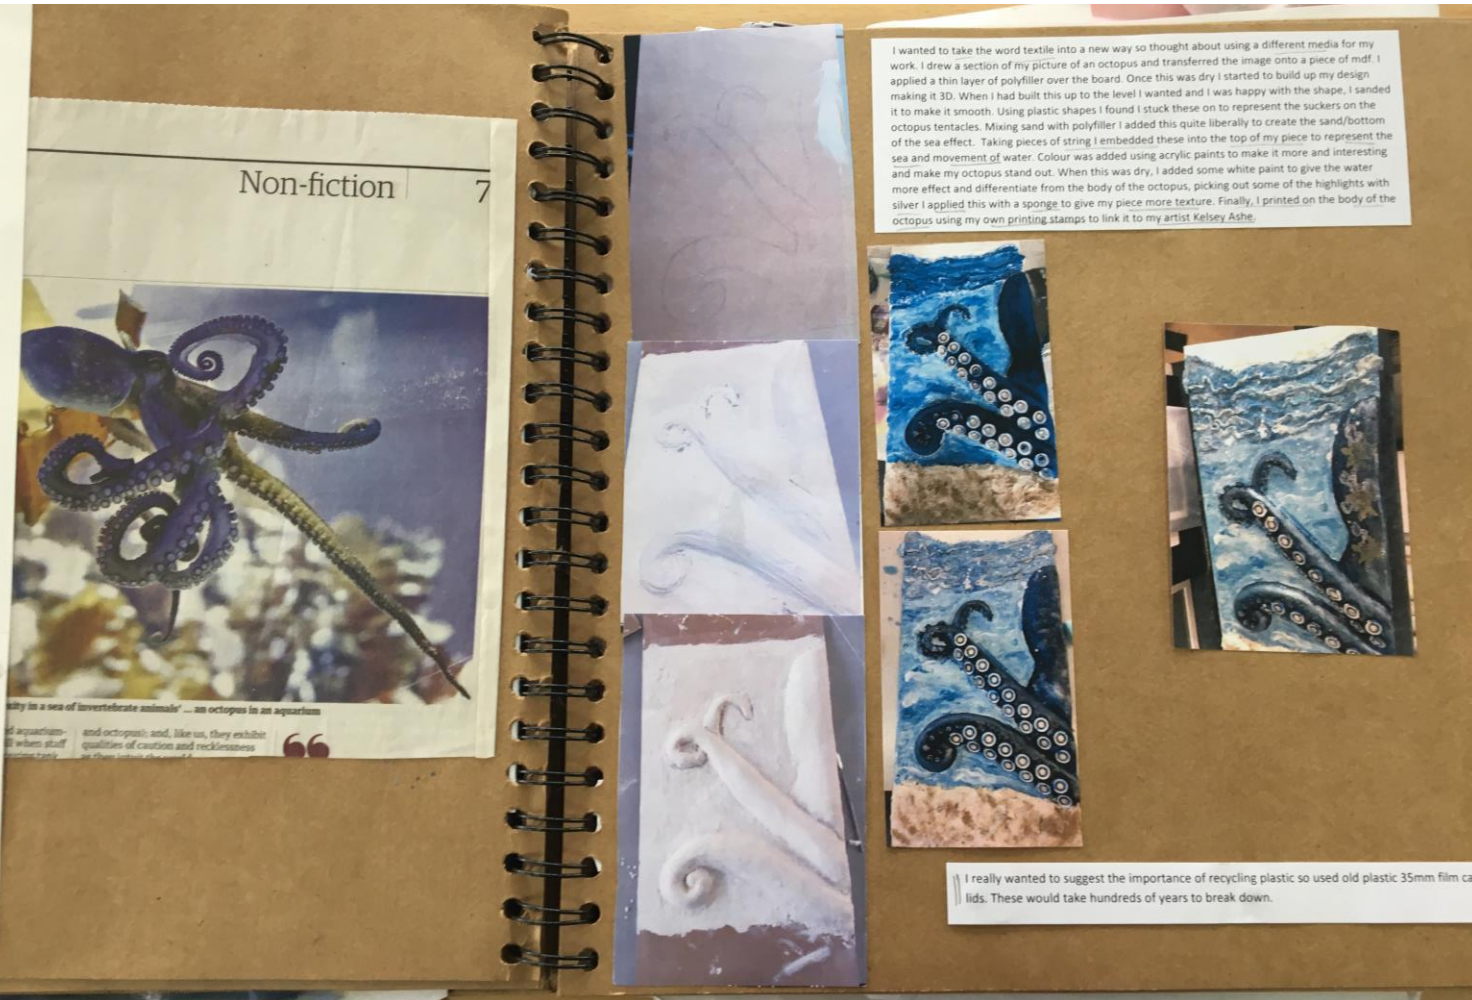 Non-fiction
7
sity in a sea of invertebrate animals' ... an octopus in an aquarium
d aquarium-
when staff
and octopus); and, like us, they exhibit
qualities of caution and recklessness
“
I wanted to take the word textile into a new way so thought about using a different media for my
work. I drew a section of my picture of an octopus and transferred the image onto a piece of mdf. I
applied a thin layer of polyfiller over the board. Once this was dry I started to build up my design
making it 3D. When I had built this up to the level I wanted and I was happy with the shape, I sanded
it to make it smooth. Using plastic shapes I found I stuck these on to represent the suckers on the
octopus tentacles. Mixing sand with polyfiller I added this quite liberally to create the sand/bottom
of the sea effect. Taking pieces of string I embedded these into the top of my piece to represent the
sea and movement of water. Colour was added using acrylic paints to make it more and interesting
and make my octopus stand out. When this was dry, I added some white paint to give the water
more effect and differentiate from the body of the octopus, picking out some of the highlights with
silver I applied this with a sponge to give my piece more texture. Finally, I printed on the body of the
octopus using my own printing stamps to link it to my artist Kelsey Ashe.
I really wanted to suggest the importance of recycling plastic so used old plastic 35mm film ca
lids. These would take hundreds of years to break down.